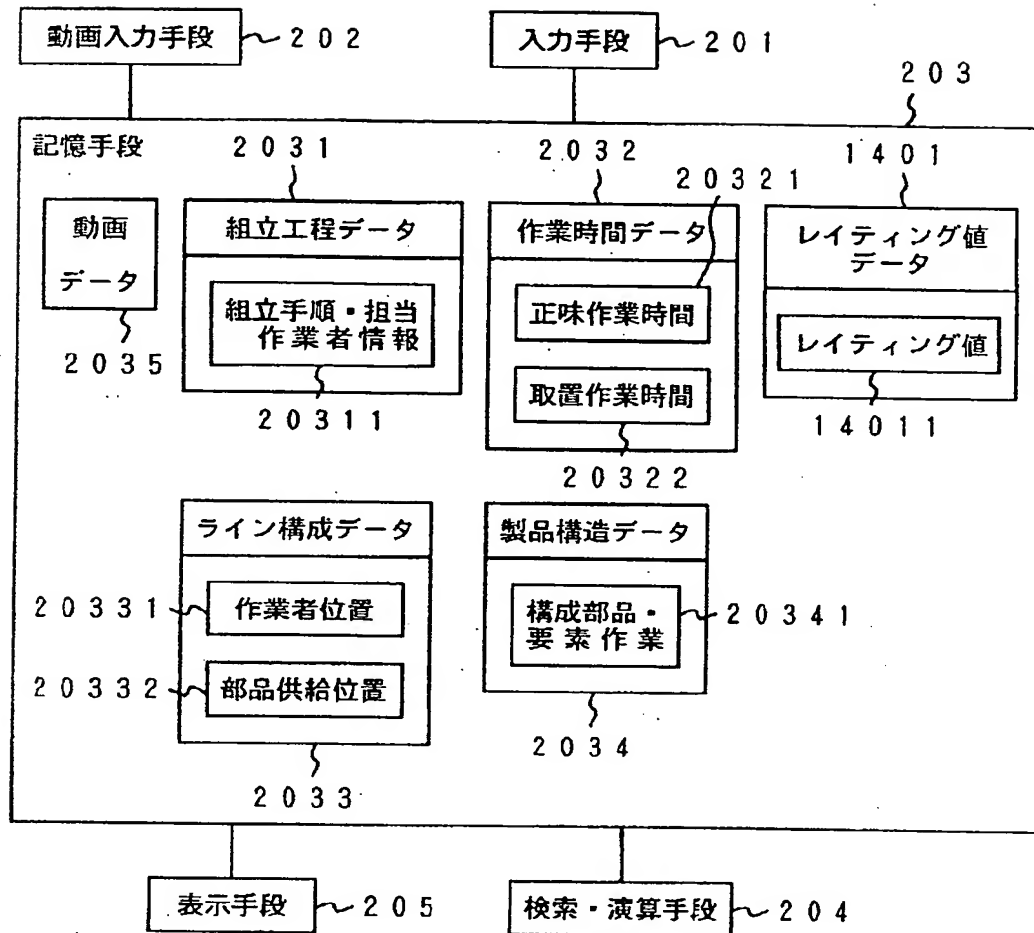 動画入力手段 202
入力手段 201
203
記憶手段
2031
2032
1401
20321
動画
データ
2035
組立工程データ
組立手順・担当
作業者情報
20311
作業時間データ
正味作業時間
取置作業時間
20322
レイティング値
データ
レイティング値
14011
ライン構成データ
20331 作業者位置
20332 部品供給位置
2033
製品構造データ
構成部品・
要素作業
20341
2034
表示手段 205
検索・演算手段 204